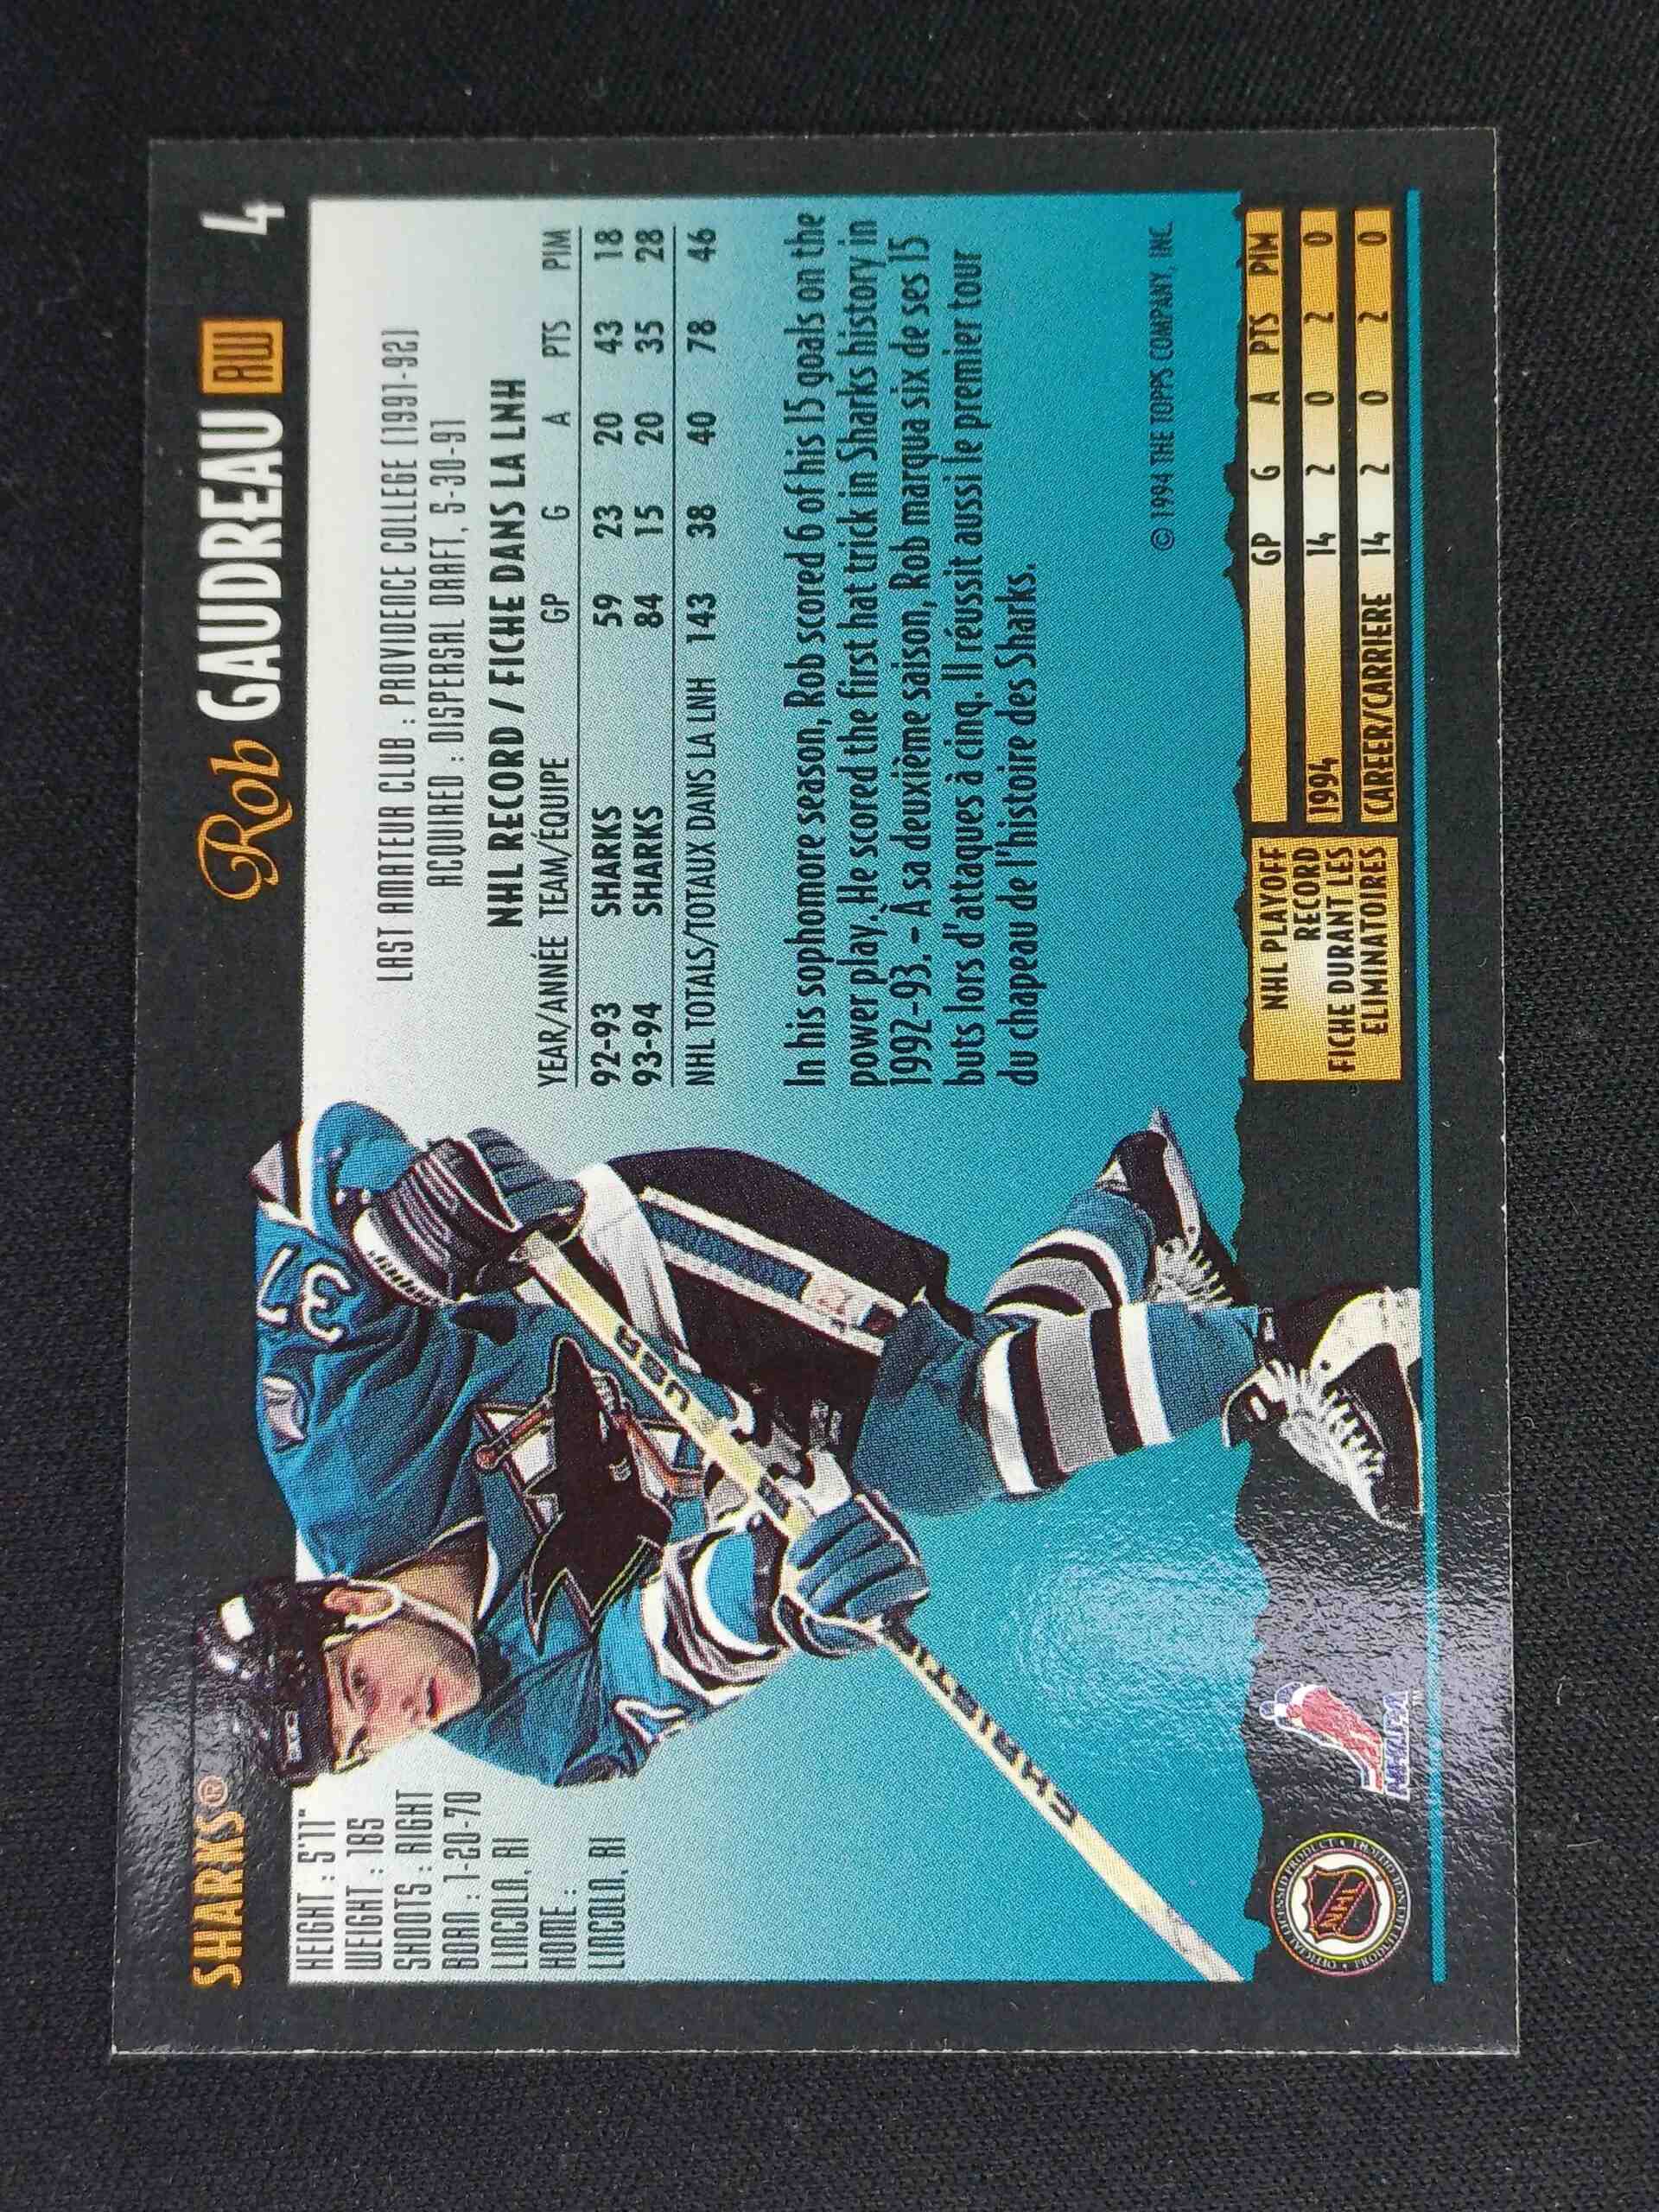 SHARKS®
Rob GAUDREAU RW 4
HEIGHT : 5'11"
WEIGHT : 185
SHOOTS : RIGHT
BORN : 1-20-70
LINCOLN, RI
HOME :
LINCOLN, RI
LAST AMATEUR CLUB : PROVIDENCE COLLEGE (1991-92)
ACQUIRED : DISPERSAL DRAFT, 5-30-91
NHL RECORD / FICHE DANS LA LNH
YEAR/ANNÉE TEAM/ÉQUIPE GP G A PTS PIM
92-93 SHARKS 59 23 20 43 18
93-94 SHARKS 84 15 20 35 28
NHL TOTALS/TOTAUX DANS LA LNH 143 38 40 78 46
In his sophomore season, Rob scored 6 of his 15 goals on the
power play. He scored the first hat trick in Sharks history in
1992-93. - À sa deuxième saison, Rob marqua six de ses 15
buts lors d'attaques à cinq. Il réussit aussi le premier tour
du chapeau de l'histoire des Sharks.
© 1994 THE TOPPS COMPANY, INC.
NHL PLAYOFF
RECORD
FICHE DURANT LES
ELIMINATOIRES
GP G A PTS PIM
1994 14 2 0 2 0
CAREER/CARRIERE 14 2 0 2 0
37
CHRISTIAN
NHL
NHLPA